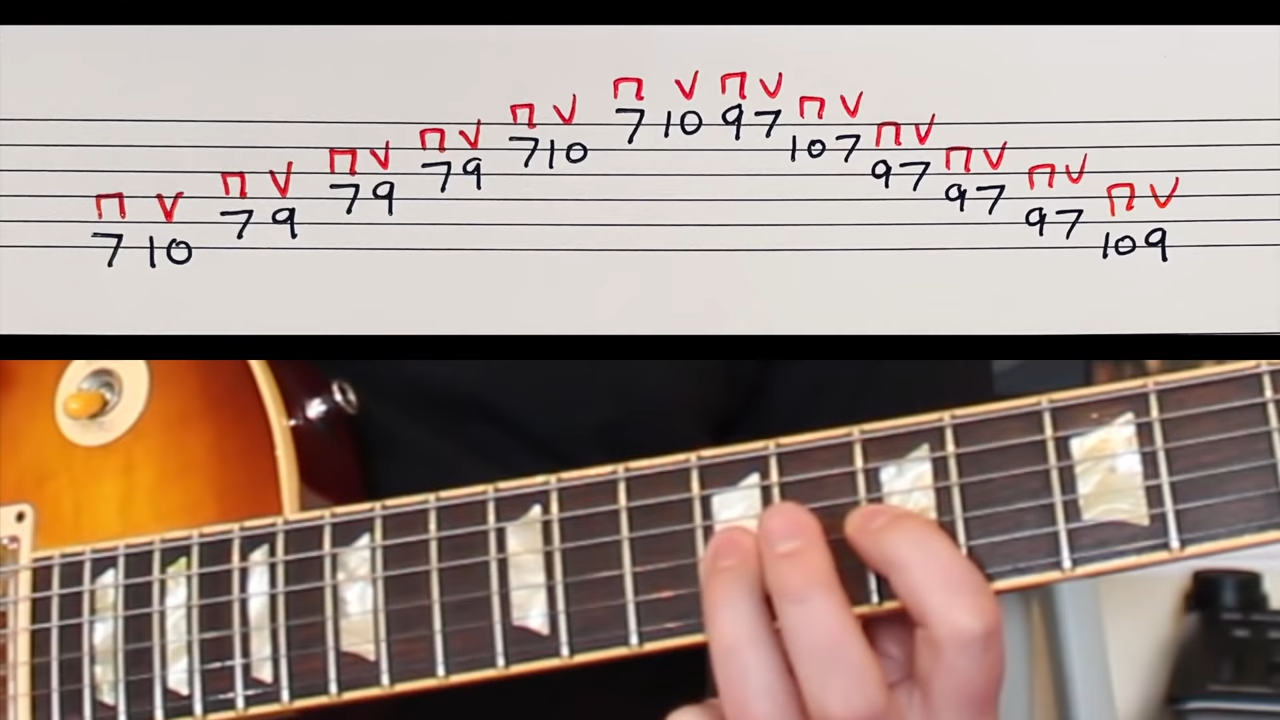 ⊓ V ⊓ V ⊓ V ⊓ V ⊓ V ⊓ V ⊓ V ⊓ V ⊓ V ⊓ V ⊓ V ⊓ V
7 10 7 9 7 9 7 9 7 10 7 10 9 7 10 7 9 7 9 7 9 7 10 9